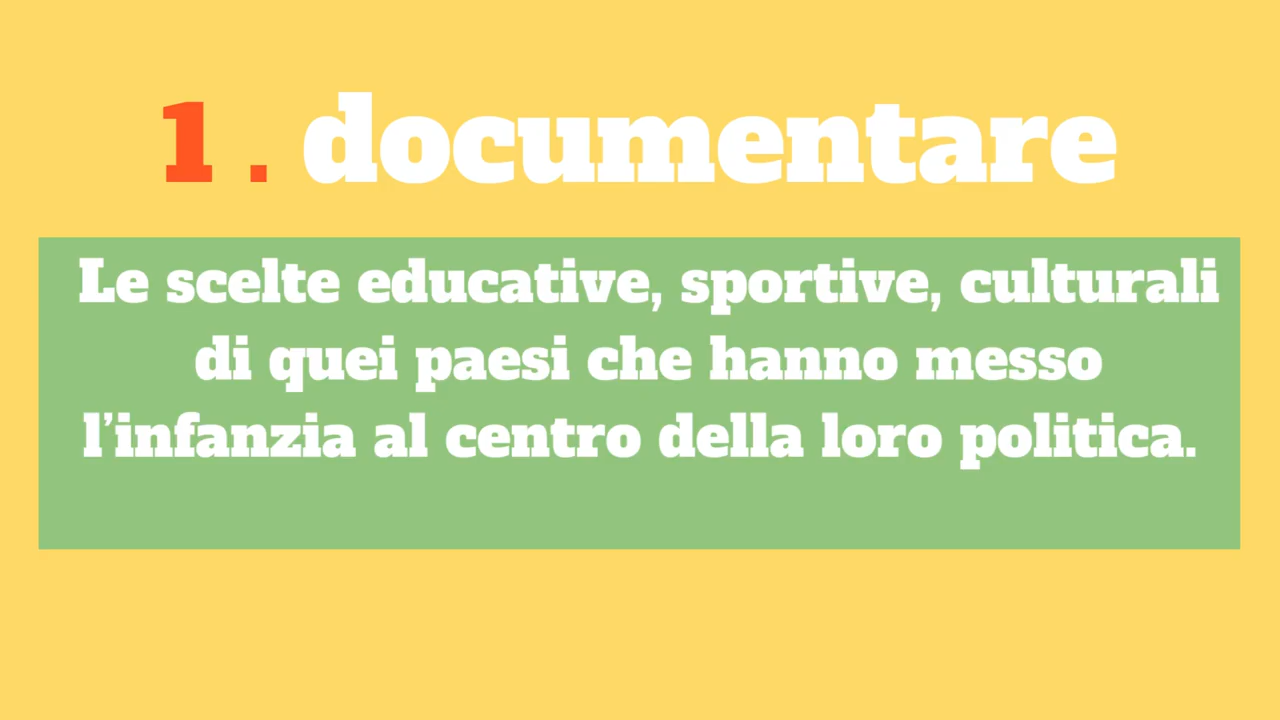 1 . documentare
Le scelte educative, sportive, culturali
di quei paesi che hanno messo
l'infanzia al centro della loro politica.